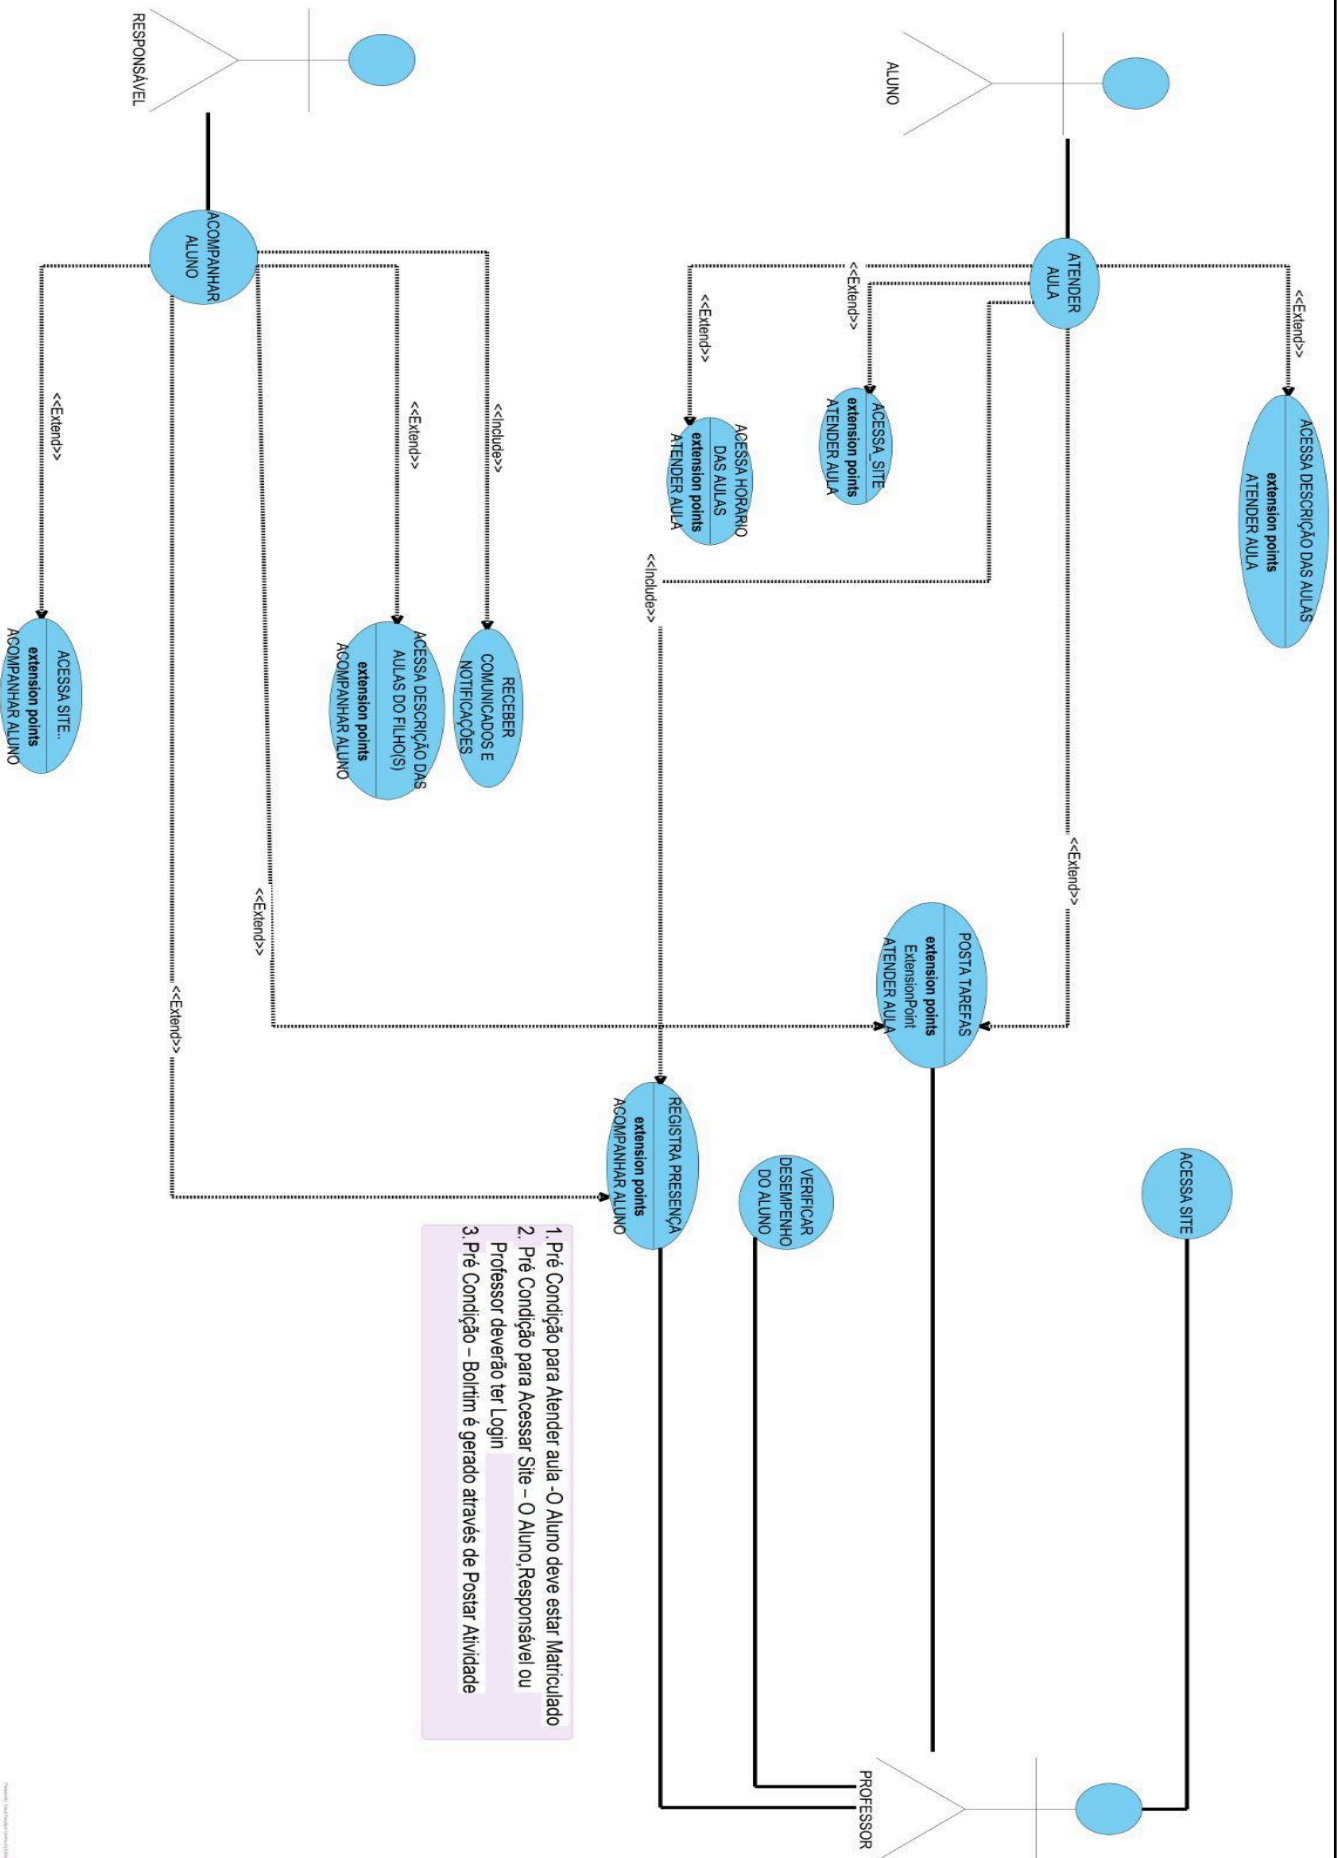 ALUNO
ATENDER
AULA
<<Extend>>
ACESSA DESCRIÇÃO DAS AULAS
extension points
ATENDER AULA
<<Extend>>
ACESSA_SITE
extension points
ATENDER AULA
<<Extend>>
ACESSA HORARIO
DAS AULAS
extension points
ATENDER AULA
<<Include>>
<<Extend>>
POSTA TAREFAS
extension points
ExtensionPoint
ATENDER AULA
ACESSA SITE
VERIFICAR
DESEMPENHO
DO ALUNO
REGISTRA PRESENÇA
extension points
ACOMPANHAR ALUNO
PROFESSOR
RESPONSÁVEL
ACOMPANHAR
ALUNO
<<Include>>
RECEBER
COMUNICADOS E
NOTIFICAÇÕES
<<Extend>>
ACESSA DESCRIÇÃO DAS
AULAS DO FILHO(S)
extension points
ACOMPANHAR ALUNO
<<Extend>>
<<Extend>>
<<Extend>>
ACESSA SITE..
extension points
ACOMPANHAR ALUNO
1. Pré Condição para Atender aula -O Aluno deve estar Matriculado
2. Pré Condição para Acessar Site – O Aluno,Responsável ou
Professor deverão ter Login
3. Pré Condição – Bolrtim é gerado através de Postar Atividade